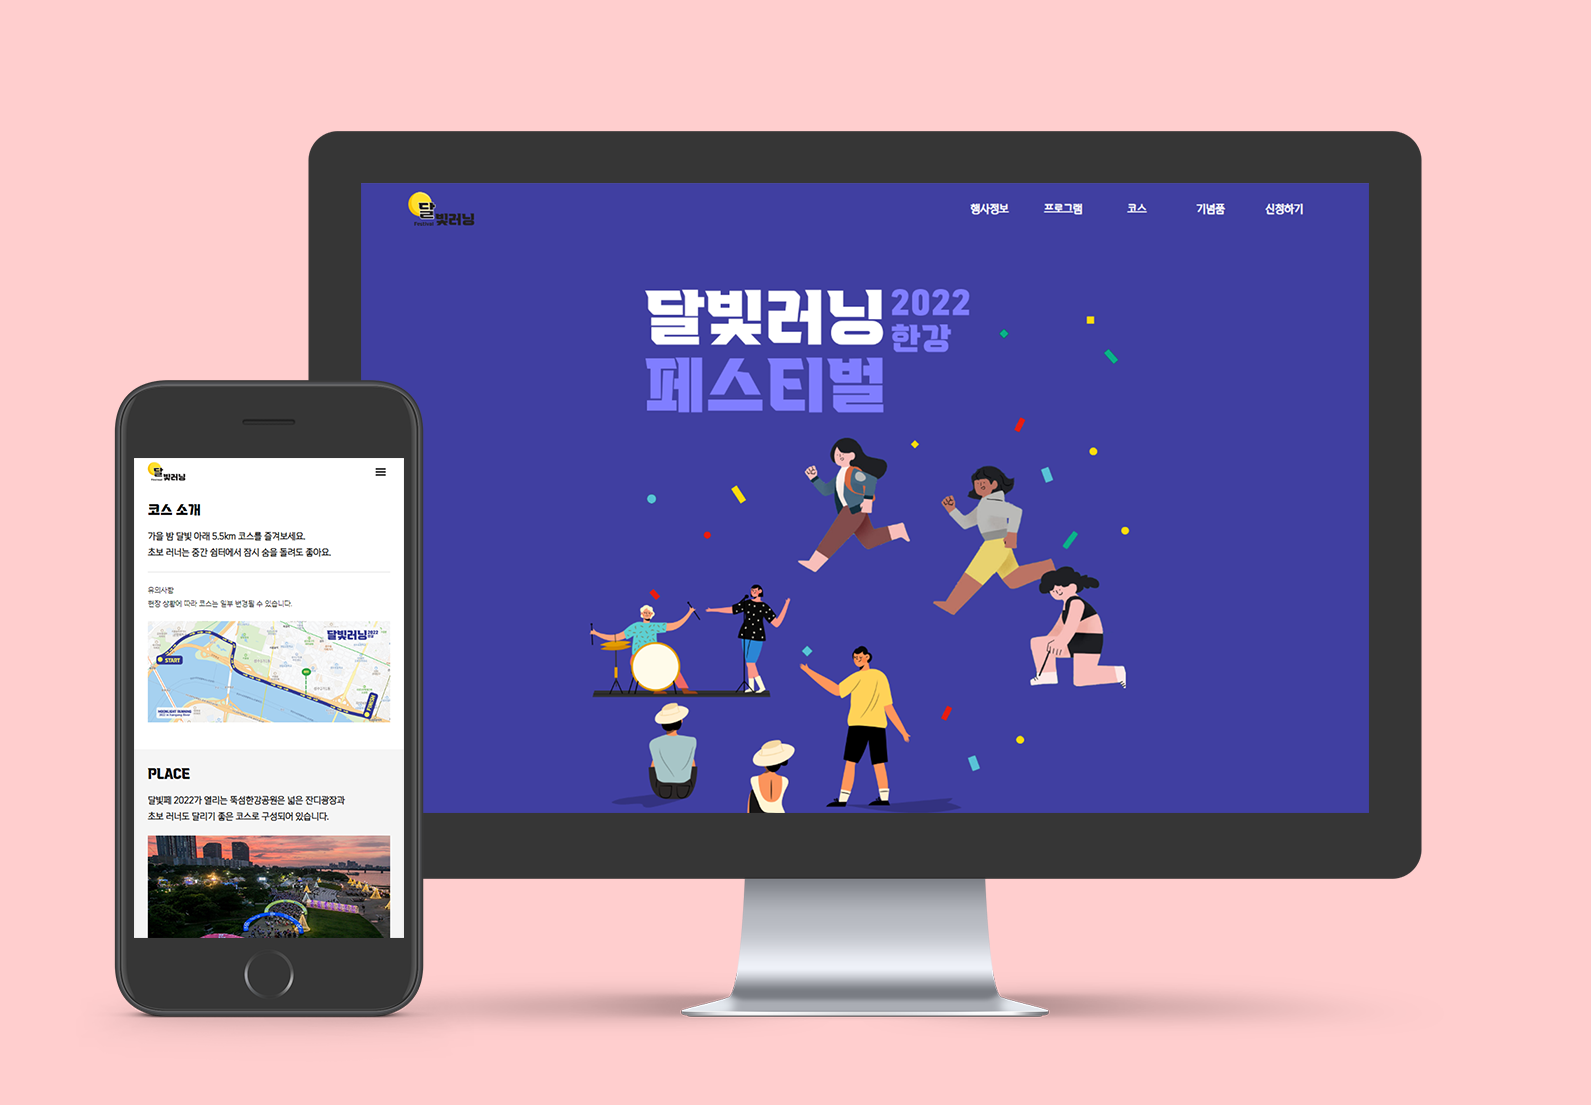 달빛러닝
Festival
행사정보 프로그램 코스 기념품 신청하기
달빛러닝 2022
한강
페스티벌
달빛러닝
코스 소개
가을 밤 달빛 아래 5.5km 코스를 즐겨보세요.
초보 러너는 중간 쉼터에서 잠시 숨을 돌려도 좋아요.
유의사항
현장 상황에 따라 코스는 일부 변경될 수 있습니다.
달빛러닝 2022
START
FINISH
MOONLIGHT RUNNING
PLACE
달빛페 2022가 열리는 뚝섬한강공원은 넓은 잔디광장과
초보 러너도 달리기 좋은 코스로 구성되어 있습니다.